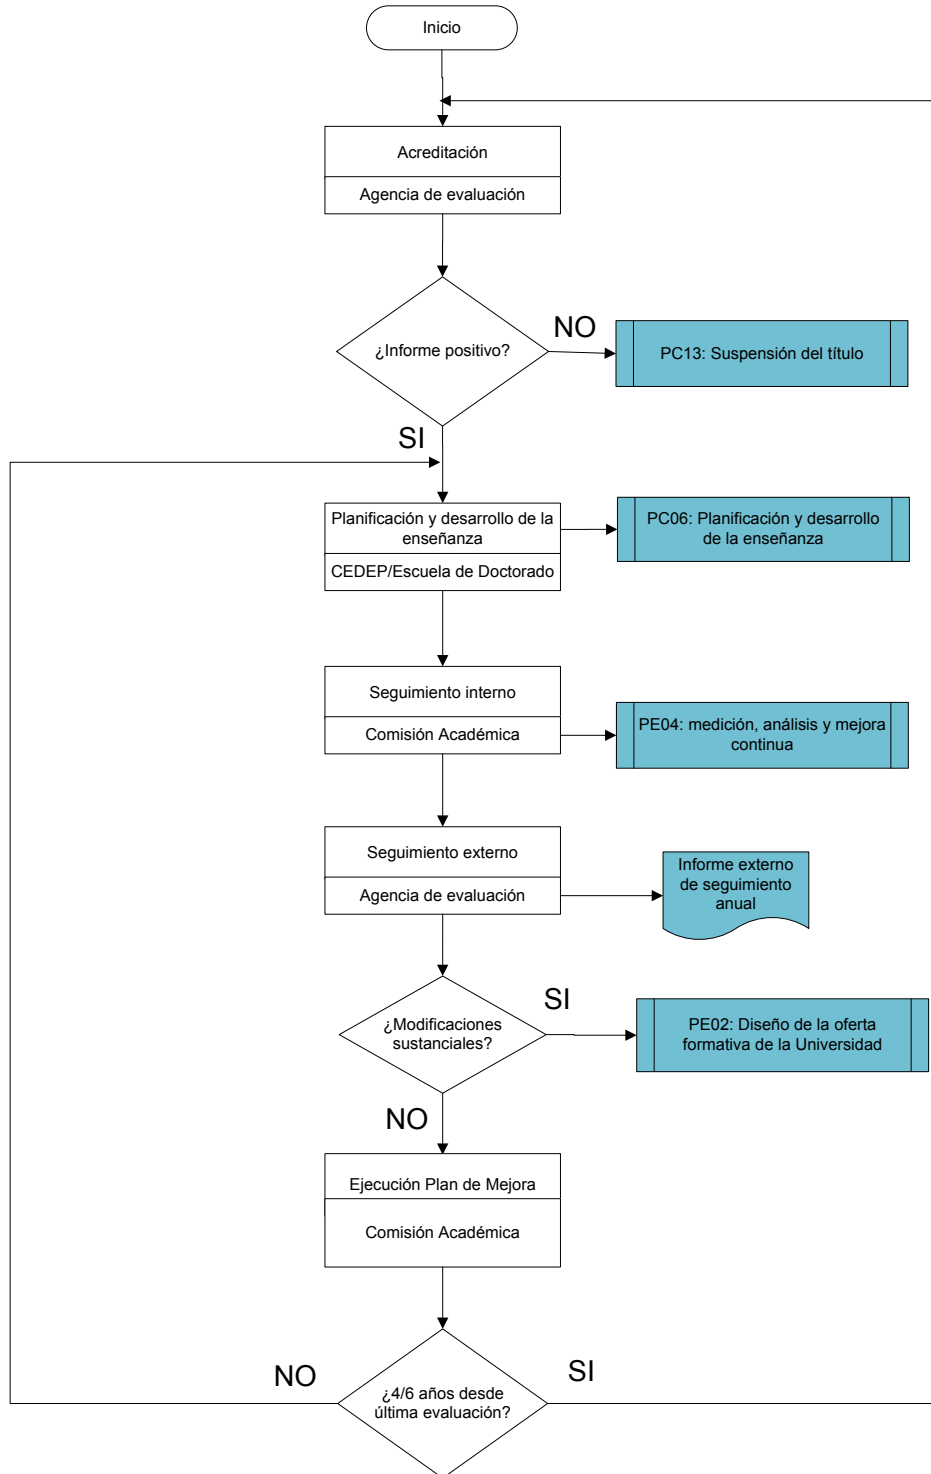 Inicio
Acreditación
Agencia de evaluación
¿Informe positivo?
NO
PC13: Suspensión del título
SI
Planificación y desarrollo de la
enseñanza
CEDEP/Escuela de Doctorado
PC06: Planificación y desarrollo
de la enseñanza
Seguimiento interno
Comisión Académica
PE04: medición, análisis y mejora
continua
Seguimiento externo
Agencia de evaluación
Informe externo
de seguimiento
anual
¿Modificaciones
sustanciales?
SI
PE02: Diseño de la oferta
formativa de la Universidad
NO
Ejecución Plan de Mejora
Comisión Académica
NO
¿4/6 años desde
última evaluación?
SI